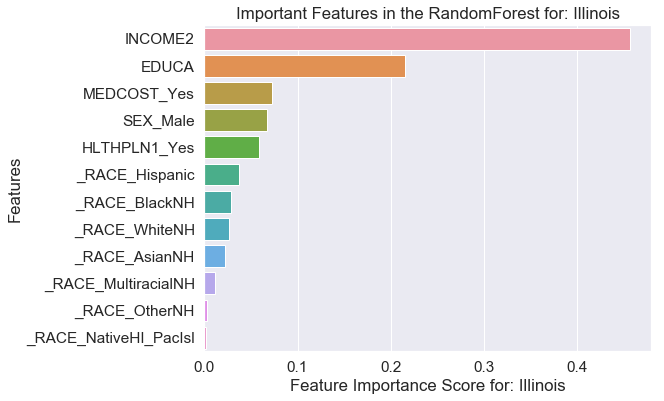 Important Features in the RandomForest for: Illinois
Features
INCOME2
EDUCA
MEDCOST_Yes
SEX_Male
HLTHPLN1_Yes
_RACE_Hispanic
_RACE_BlackNH
_RACE_WhiteNH
_RACE_AsianNH
_RACE_MultiracialNH
_RACE_OtherNH
_RACE_NativeHI_PacIsl
0.0 0.1 0.2 0.3 0.4
Feature Importance Score for: Illinois